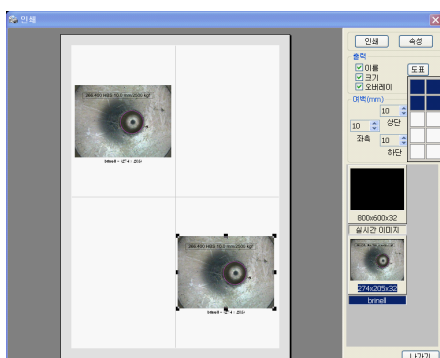 인쇄
인쇄 속성
출력
이름
크기
오버레이
도표
여백(mm)
10
상단
10
좌측
10
하단
800x600x32
실시간 이미지
274x205x32
brinell
나가기